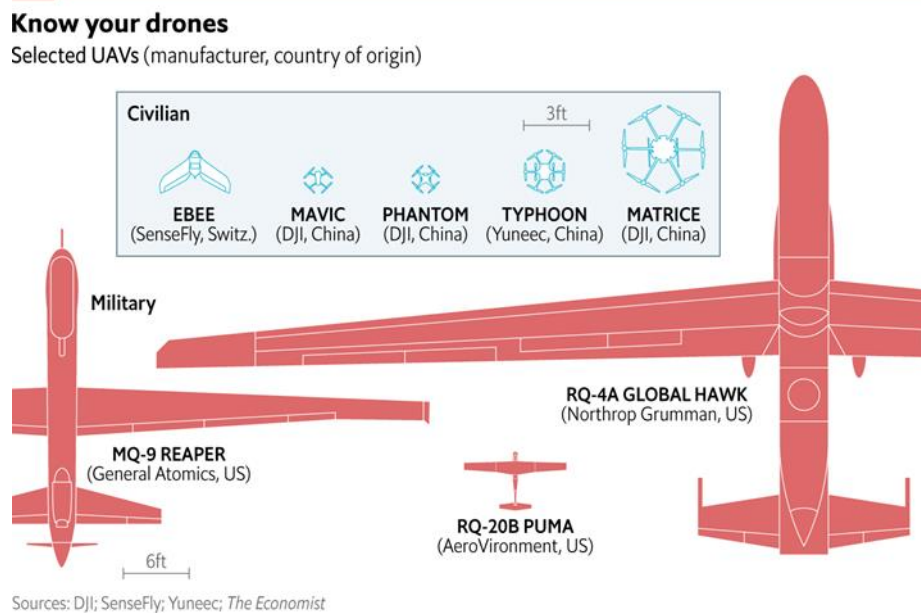 Know your drones
Selected UAVs (manufacturer, country of origin)
Civilian
3ft
EBEE
(SenseFly, Switz.)
MAVIC
(DJI, China)
PHANTOM
(DJI, China)
TYPHOON
(Yuneec, China)
MATRICE
(DJI, China)
Military
MQ-9 REAPER
(General Atomics, US)
RQ-4A GLOBAL HAWK
(Northrop Grumman, US)
RQ-20B PUMA
(AeroVironment, US)
6ft
Sources: DJI; SenseFly; Yuneec; The Economist